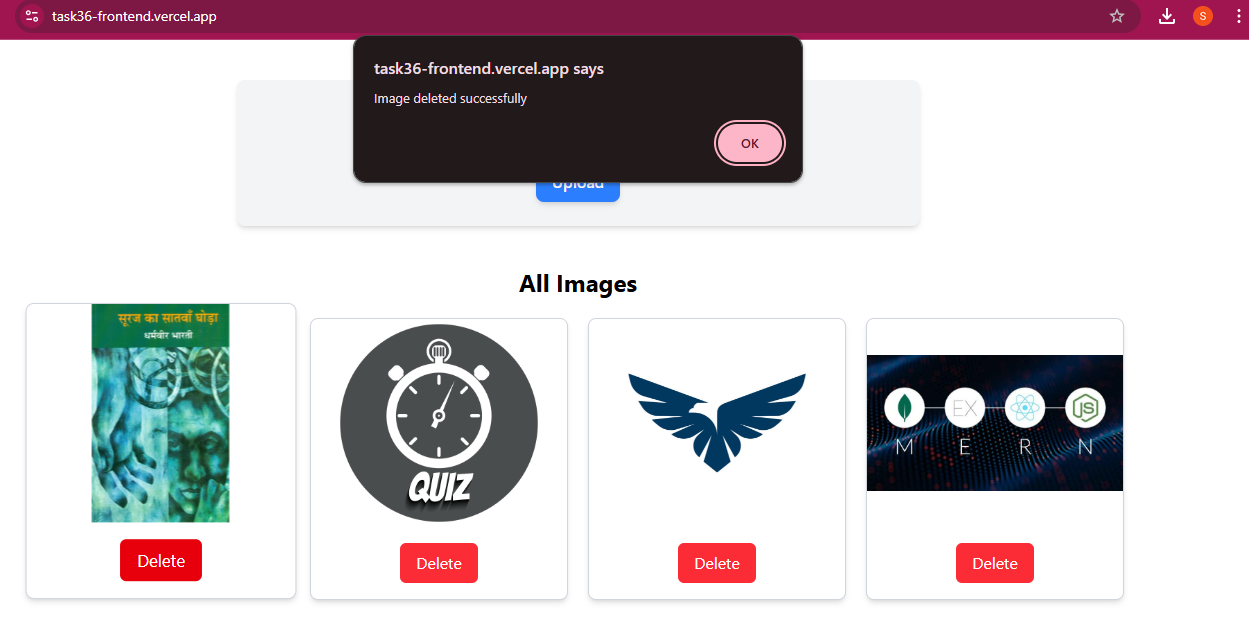 task36-frontend.vercel.app
S
task36-frontend.vercel.app says
Image deleted successfully
OK
Upload
All Images
सूरज का सातवाँ घोड़ा
धर्मवीर भारती
QUIZ
EX
JS
M E R N
Delete
Delete
Delete
Delete